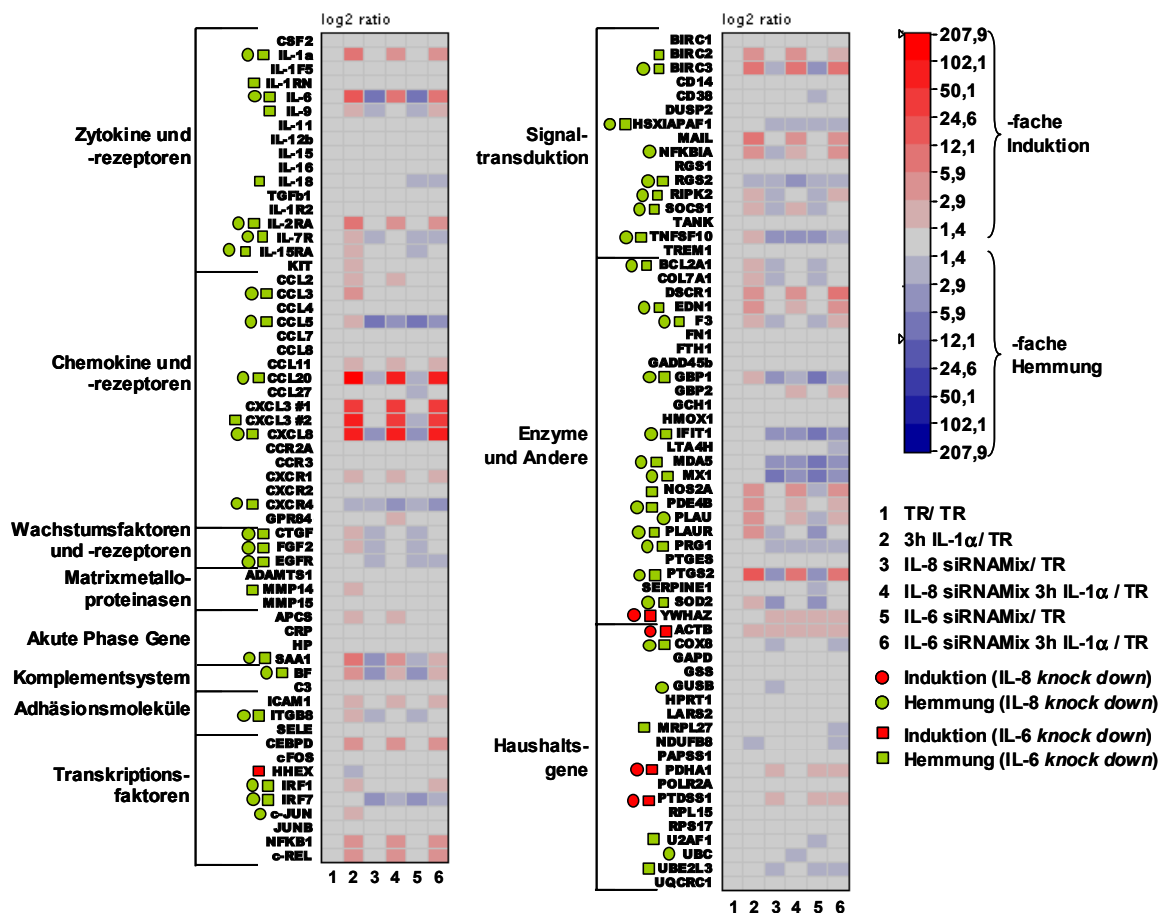 log2 ratio
Zytokine und
-rezeptoren
CSF2
IL-1a
IL-1F5
IL-1RN
IL-6
IL-9
IL-11
IL-12b
IL-15
IL-16
IL-18
TGFb1
IL-1R2
IL-2RA
IL-7R
IL-15RA
KIT
Chemokine und
-rezeptoren
CCL2
CCL3
CCL4
CCL5
CCL7
CCL8
CCL11
CCL20
CCL27
CXCL3 #1
CXCL3 #2
CXCL8
CCR2A
CCR3
CXCR1
CXCR2
CXCR4
GPR84
Wachstumsfaktoren
und -rezeptoren
CTGF
FGF2
EGFR
Matrixmetallo-
proteinasen
ADAMTS1
MMP14
MMP15
Akute Phase Gene
APCS
CRP
HP
SAA1
Komplementsystem
BF
C3
Adhäsionsmoleküle
ICAM1
ITGB8
SELE
Transkriptions-
faktoren
CEBPD
cFOS
HHEX
IRF1
IRF7
c-JUN
JUNB
NFKB1
c-REL
1 2 3 4 5 6
log2 ratio
Signal-
transduktion
BIRC1
BIRC2
BIRC3
CD14
CD38
DUSP2
HSXIAPAF1
MAIL
NFKBIA
RGS1
RGS2
RIPK2
SOCS1
TANK
TNFSF10
TREM1
Enzyme
und Andere
BCL2A1
COL7A1
DSCR1
EDN1
F3
FN1
FTH1
GADD45b
GBP1
GBP2
GCH1
HMOX1
IFIT1
LTA4H
MDA5
MX1
NOS2A
PDE4B
PLAU
PLAUR
PRG1
PTGES
PTGS2
SERPINE1
SOD2
YWHAZ
Haushalts-
gene
ACTB
COX8
GAPD
GSS
GUSB
HPRT1
LARS2
MRPL27
NDUFB8
PAPSS1
PDHA1
POLR2A
PTDSS1
RPL15
RPS17
U2AF1
UBC
UBE2L3
UQCRC1
1 2 3 4 5 6
207,9
102,1
50,1
24,6
12,1
5,9
2,9
1,4
1,4
2,9
5,9
12,1
24,6
50,1
102,1
207,9
-fache
Induktion
-fache
Hemmung
1 TR/ TR
2 3h IL-1α/ TR
3 IL-8 siRNAMix/ TR
4 IL-8 siRNAMix 3h IL-1α / TR
5 IL-6 siRNAMix/ TR
6 IL-6 siRNAMix 3h IL-1α / TR
Induktion (IL-8 knock down)
Hemmung (IL-8 knock down)
Induktion (IL-6 knock down)
Hemmung (IL-6 knock down)